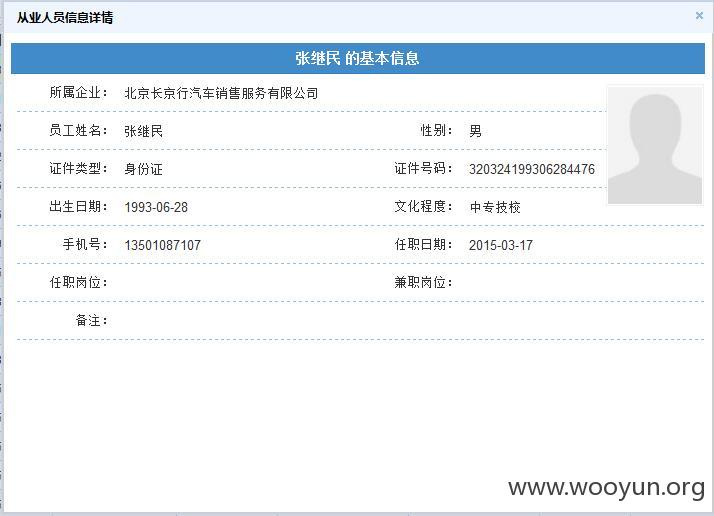 从业人员信息详情
张继民 的基本信息
所属企业： 北京长京行汽车销售服务有限公司
员工姓名： 张继民 性别： 男
证件类型： 身份证 证件号码： 320324199306284476
出生日期： 1993-06-28 文化程度： 中专技校
手机号： 13501087107 任职日期： 2015-03-17
任职岗位： 兼职岗位：
备注：
www.wooyun.org